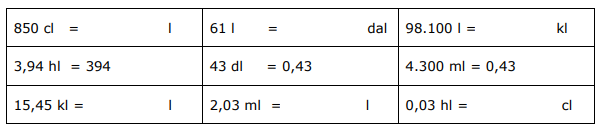 850 cl = l 61 l = dal 98.100 l = kl
3,94 hl = 394 43 dl = 0,43 4.300 ml = 0,43
15,45 kl = l 2,03 ml = l 0,03 hl = cl